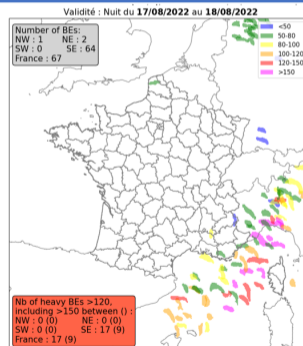 Validité : Nuit du 17/08/2022 au 18/08/2022
Number of BEs:
NW : 1 NE : 2
SW : 0 SE : 64
France : 67
<50
50-80
80-100
100-120
120-150
>150
Nb of heavy BEs >120,
including >150 between () :
NW : 0 (0) NE : 0 (0)
SW : 0 (0) SE : 17 (9)
France : 17 (9)